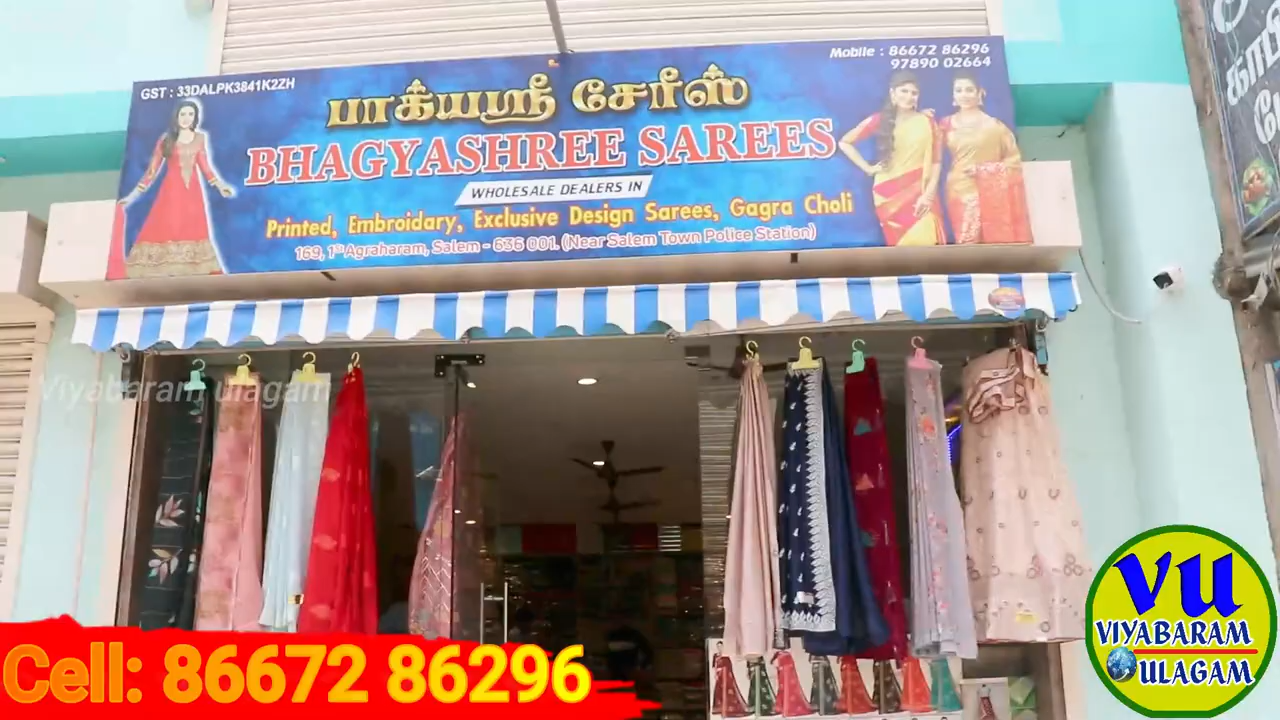 GST : 33DALPK3841K2ZH
Mobile : 86672 86296
97890 02664
பாக்யஸ்ரீ சேரீஸ்
BHAGYASHREE SAREES
WHOLESALE DEALERS IN
Printed, Embroidary, Exclusive Design Sarees, Gagra Choli
169, 1st Agraharam, Salem - 636 001. (Near Salem Town Police Station)
Viyabaram ulagam
Cell: 86672 86296
VU
VIYABARAM
ULAGAM